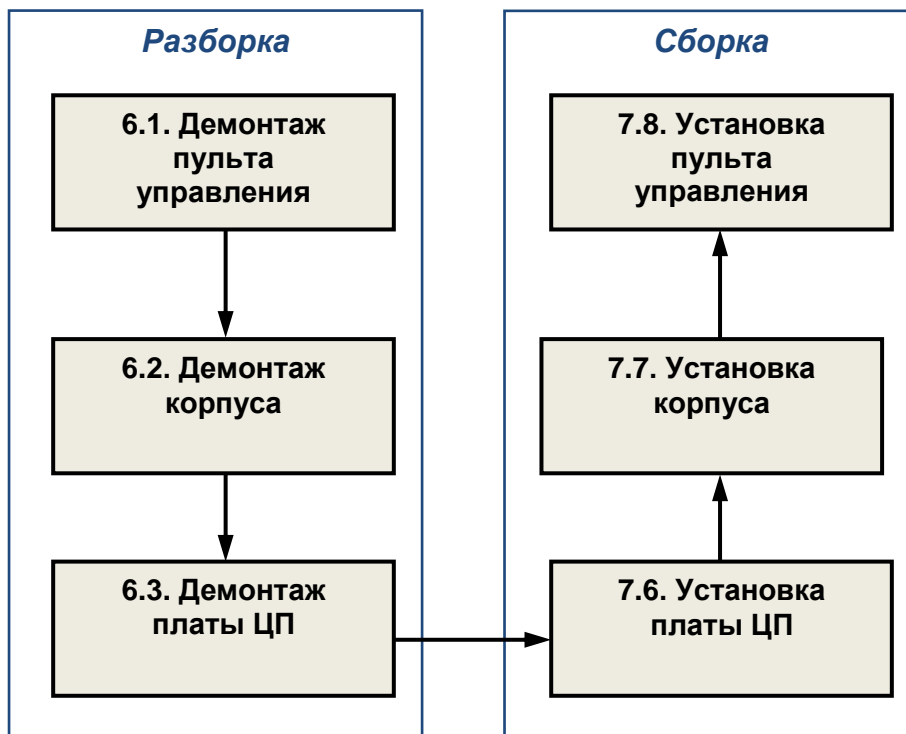 Разборка
6.1. Демонтаж
пульта
управления
6.2. Демонтаж
корпуса
6.3. Демонтаж
платы ЦП
Сборка
7.8. Установка
пульта
управления
7.7. Установка
корпуса
7.6. Установка
платы ЦП